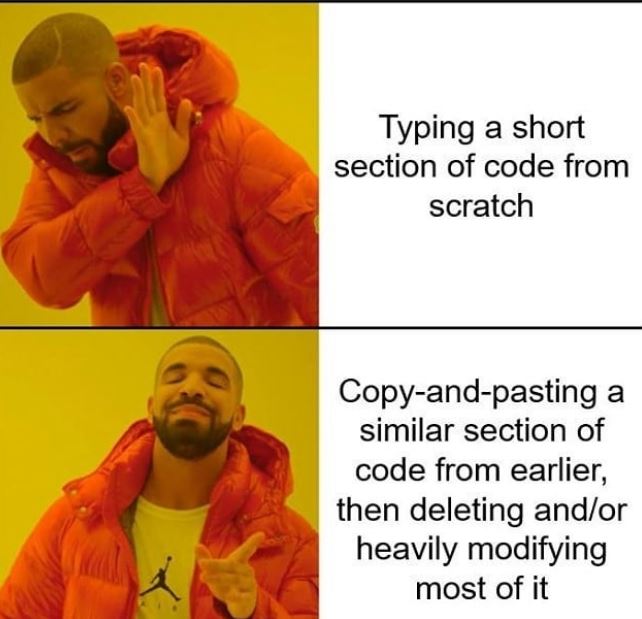 Typing a short
section of code from
scratch
Copy-and-pasting a
similar section of
code from earlier,
then deleting and/or
heavily modifying
most of it